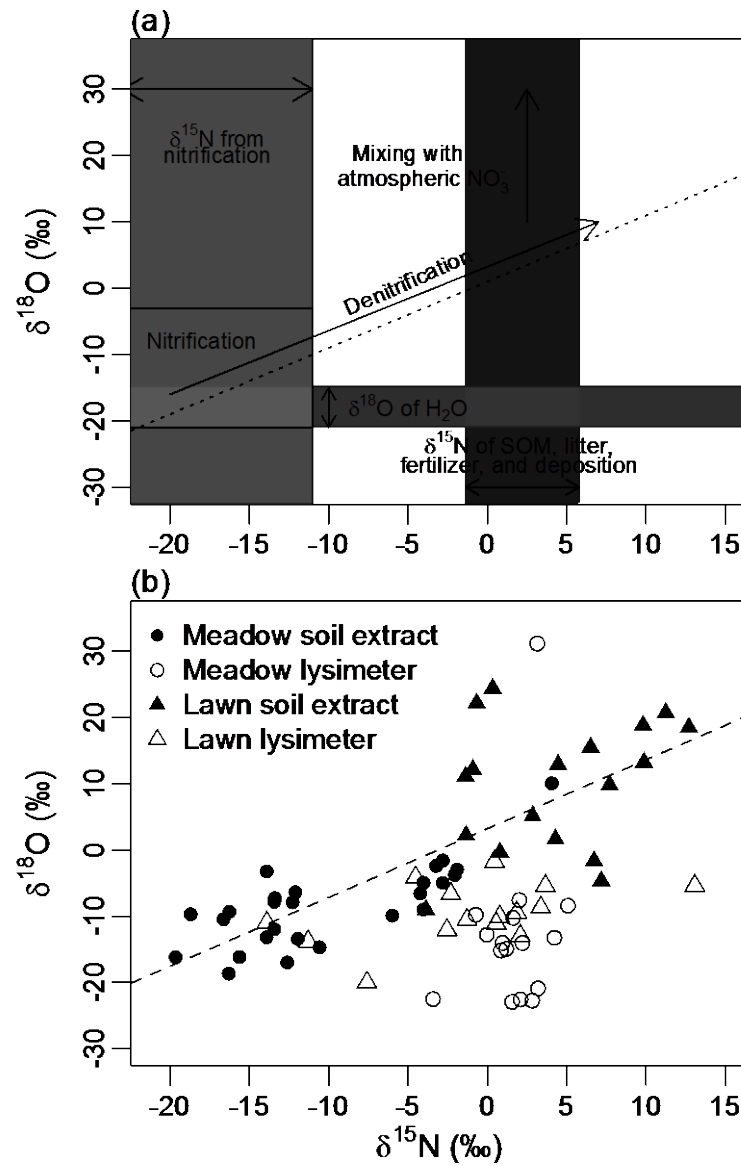 (a)
δ¹⁸O (‰)
30
20
10
0
-10
-20
-30
δ¹⁵N from
nitrification
Mixing with
atmospheric NO₃⁻
Denitrification
Nitrification
δ¹⁸O of H₂O
δ¹⁵N of SOM, litter,
fertilizer, and deposition
-20 -15 -10 -5 0 5 10 15
(b)
Meadow soil extract
Meadow lysimeter
Lawn soil extract
Lawn lysimeter
δ¹⁸O (‰)
30
20
10
0
-10
-20
-30
-20 -15 -10 -5 0 5 10 15
δ¹⁵N (‰)